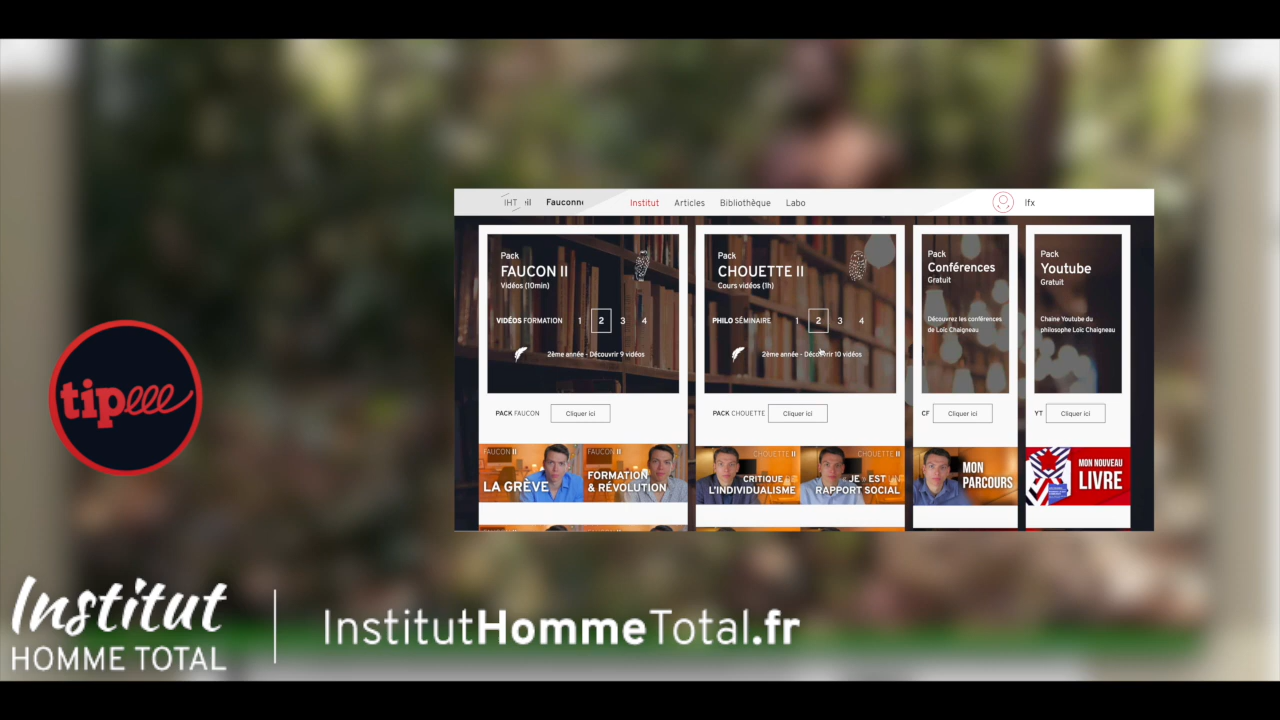 IHT
Institut Articles Bibliothèque Labo
Ifx
Pack
FAUCON II
Vidéos (10min)
VIDÉOS FORMATION 1 2 3 4
2ème année - Découvrir 9 vidéos
PACK FAUCON Cliquer ici
FAUCON II
LA GRÈVE
FAUCON II
FORMATION
& RÉVOLUTION
Pack
CHOUETTE II
Cours vidéos (1h)
PHILO SÉMINAIRE 1 2 3 4
2ème année - Découvrir 10 vidéos
PACK CHOUETTE Cliquer ici
CHOUETTE II
CRITIQUE DE
L'INDIVIDUALISME
CHOUETTE II
« JE » EST UN
RAPPORT SOCIAL
Pack
Conférences
Gratuit
Découvrez les conférences
de Loïc Chaigneau
CF Cliquer ici
MON
PARCOURS
Pack
Youtube
Gratuit
Chaine Youtube du
philosophe Loïc Chaigneau
YT Cliquer ici
MON NOUVEAU
LIVRE
tipeee
Institut
HOMME TOTAL
InstitutHommeTotal.fr